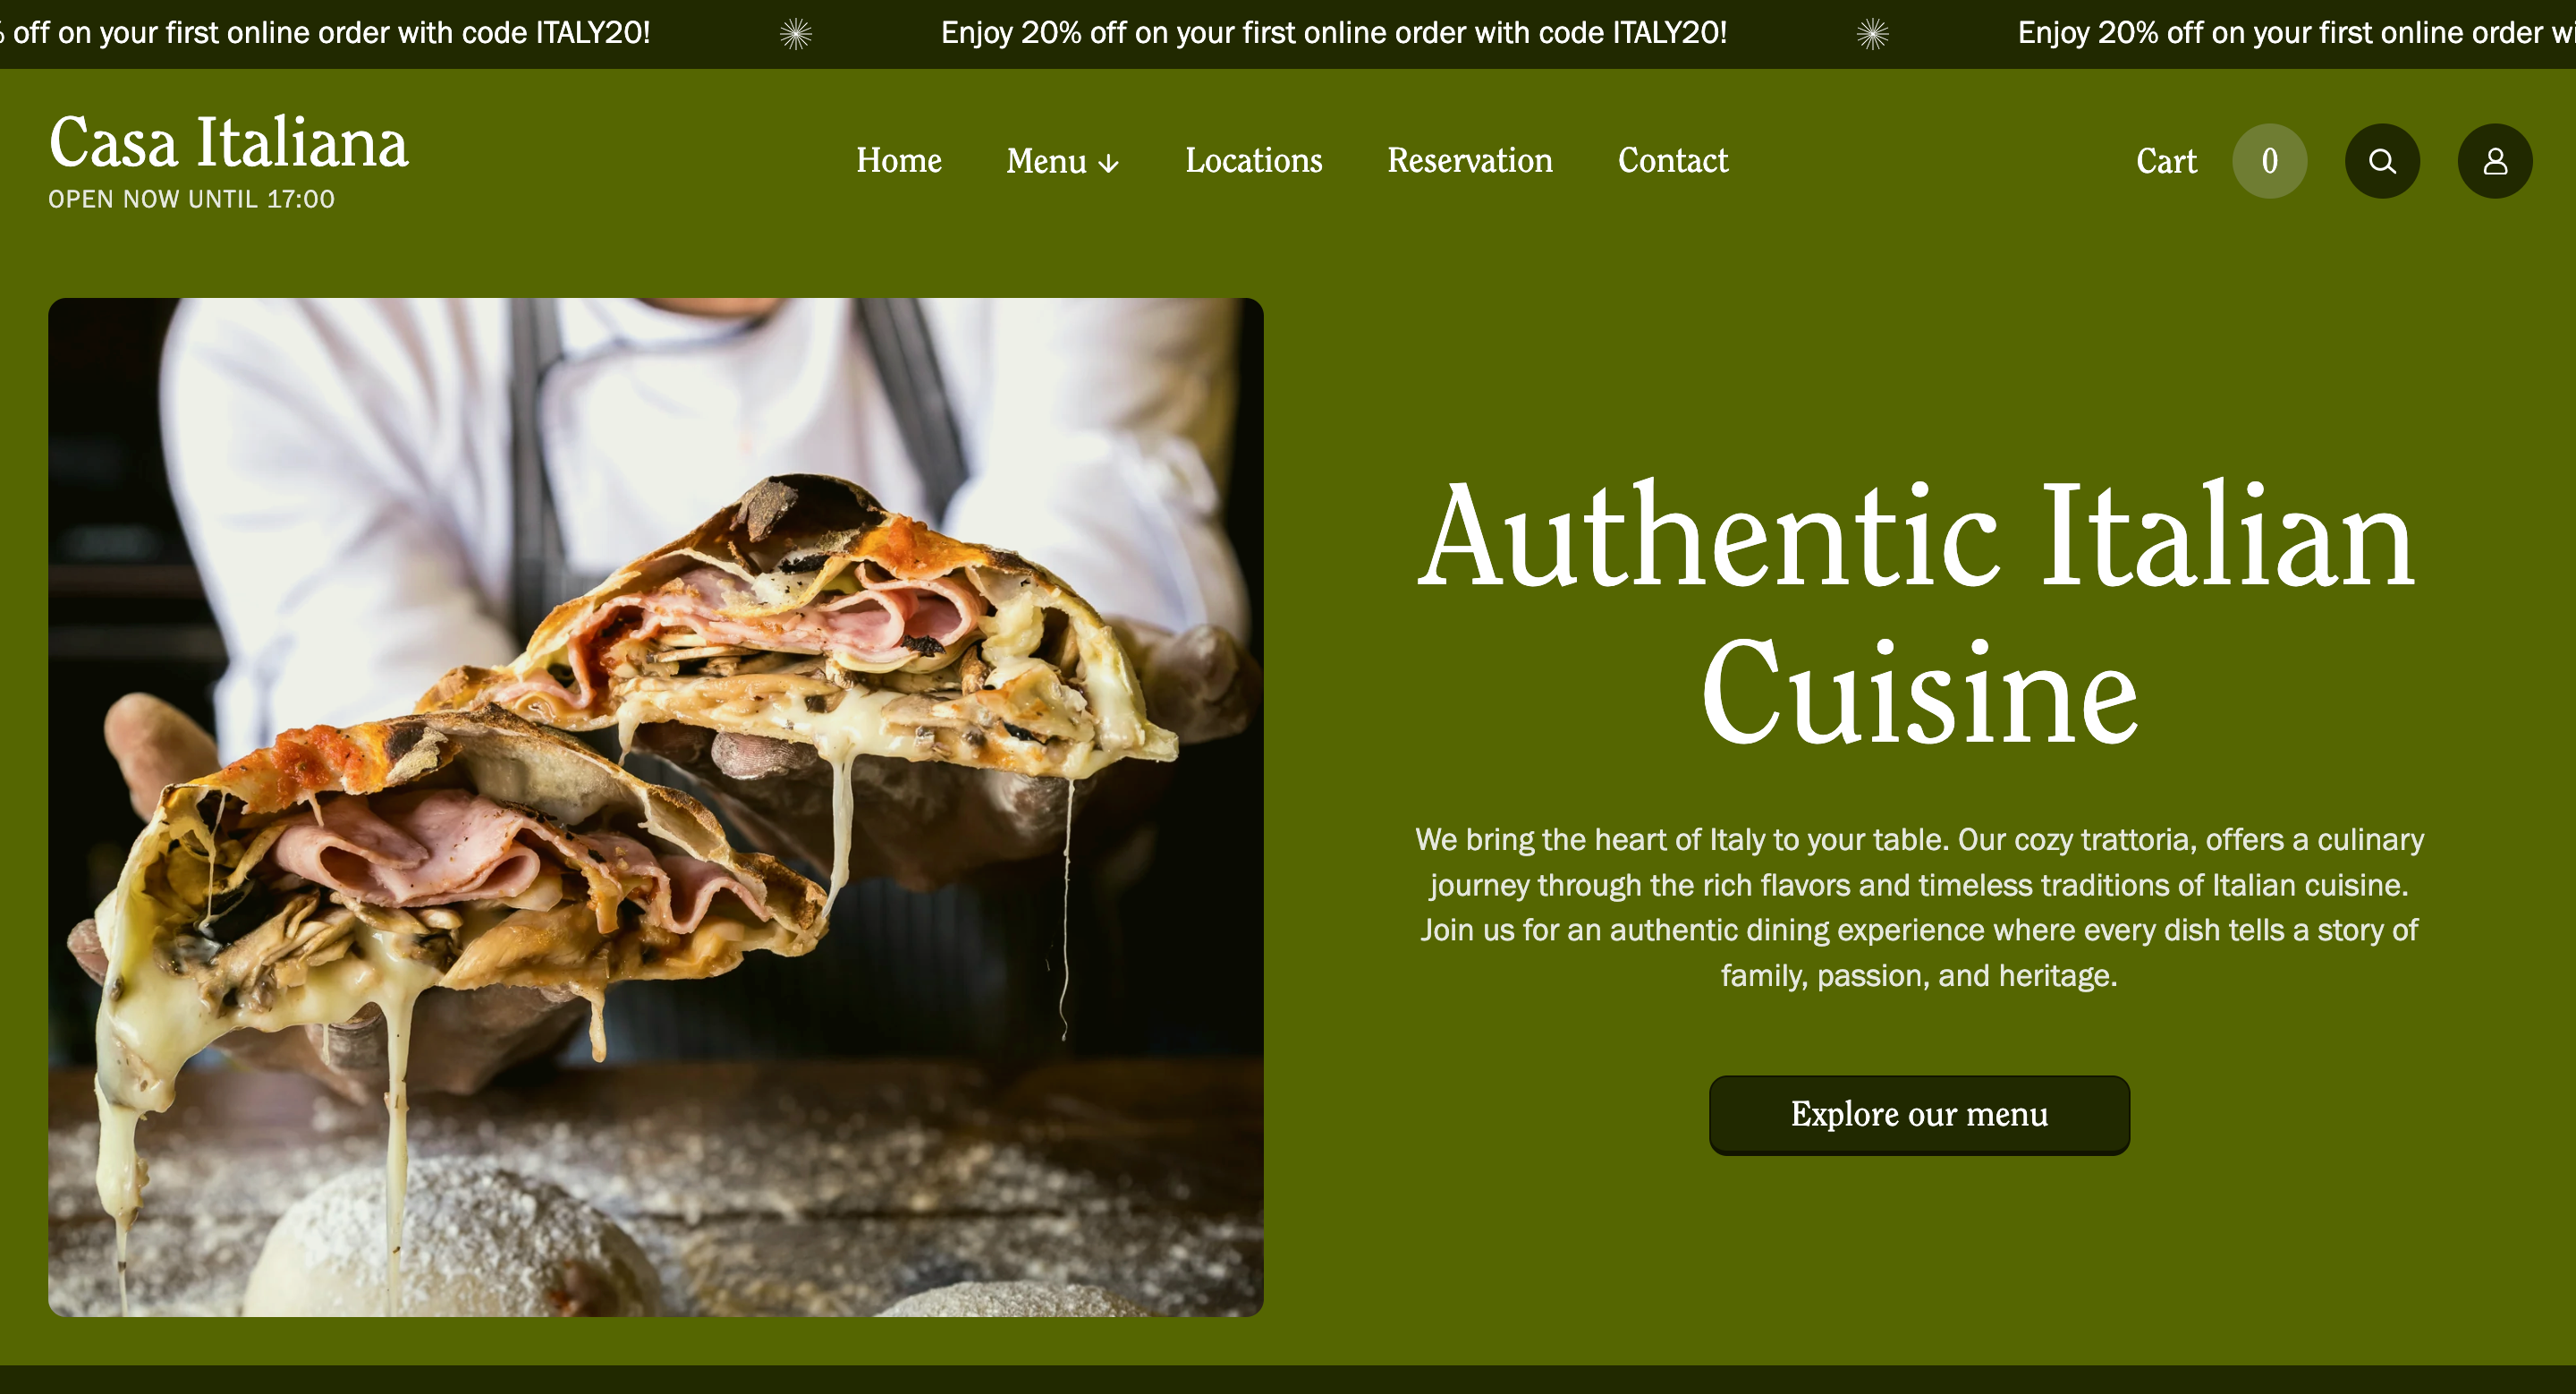 off on your first online order with code ITALY20! Enjoy 20% off on your first online order with code ITALY20! Enjoy 20% off on your first online order
Casa Italiana
OPEN NOW UNTIL 17:00
Home Menu Locations Reservation Contact
Cart 0
Authentic Italian
Cuisine
We bring the heart of Italy to your table. Our cozy trattoria, offers a culinary
journey through the rich flavors and timeless traditions of Italian cuisine.
Join us for an authentic dining experience where every dish tells a story of
family, passion, and heritage.
Explore our menu